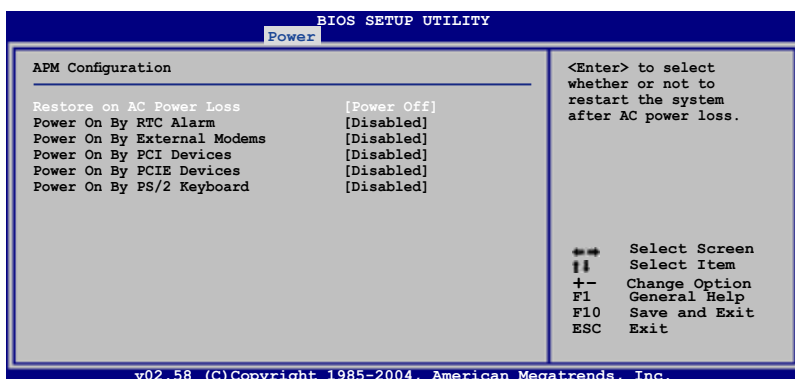 BIOS SETUP UTILITY
Power
APM Configuration
Restore on AC Power Loss [Power Off]
Power On By RTC Alarm [Disabled]
Power On By External Modems [Disabled]
Power On By PCI Devices [Disabled]
Power On By PCIE Devices [Disabled]
Power On By PS/2 Keyboard [Disabled]
<Enter> to select
whether or not to
restart the system
after AC power loss.
←→ Select Screen
↑↓ Select Item
+- Change Option
F1 General Help
F10 Save and Exit
ESC Exit
v02.58 (C)Copyright 1985-2004, American Megatrends, Inc.